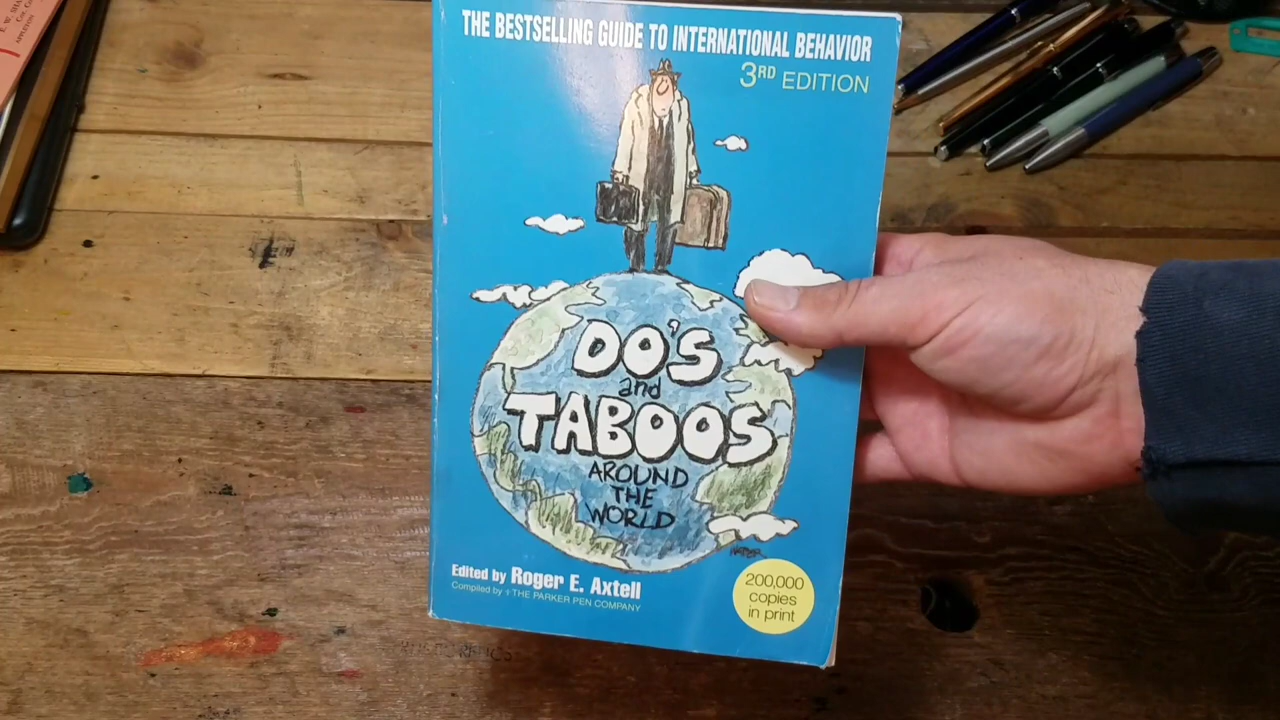 THE BESTSELLING GUIDE TO INTERNATIONAL BEHAVIOR
3RD EDITION
DO'S
and
TABOOS
AROUND
THE
WORLD
Edited by Roger E. Axtell
Compiled by THE PARKER PEN COMPANY
200,000
copies
in print